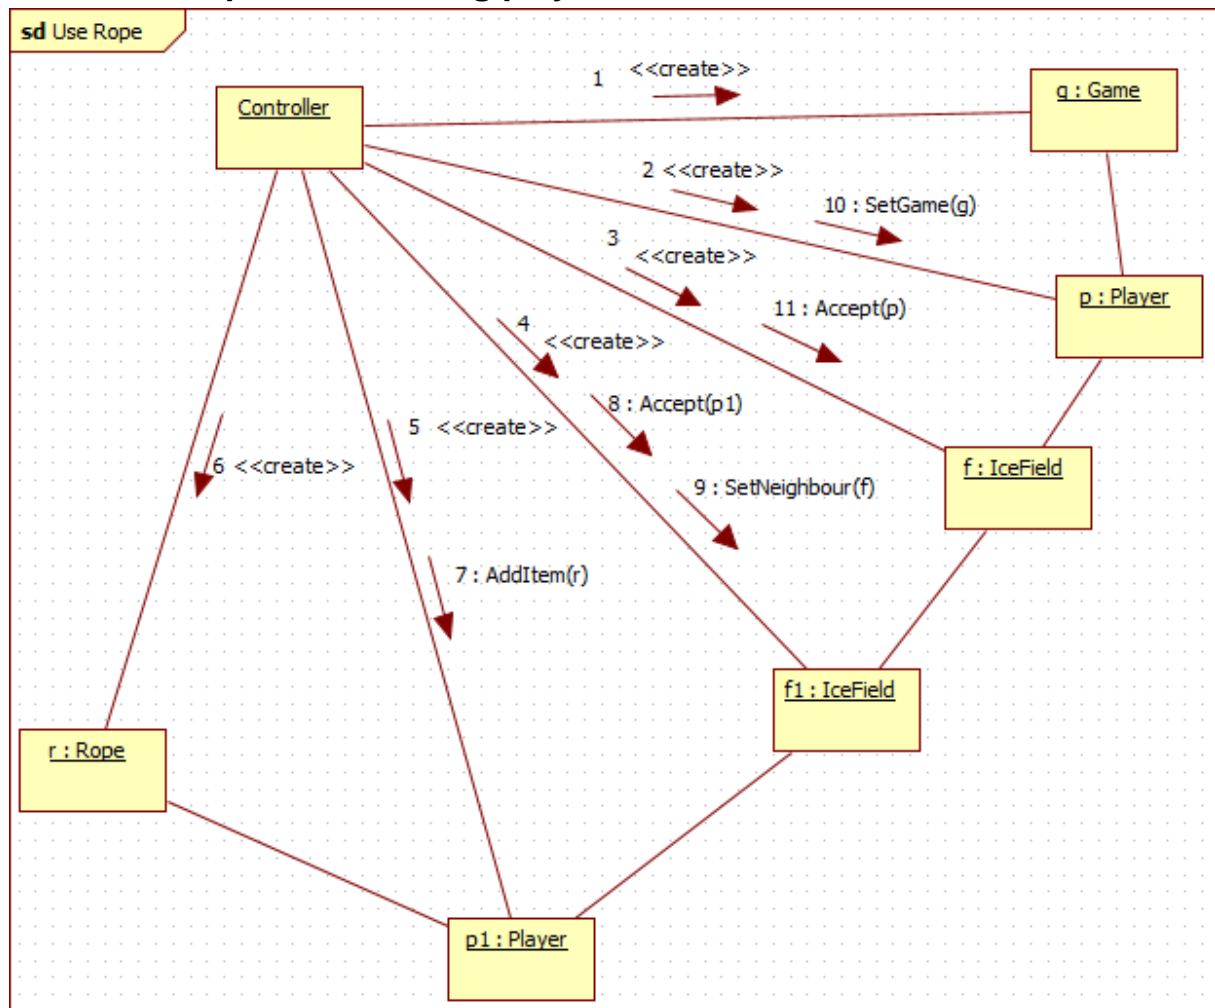 sd Use Rope
1 <<create>>
Controller
g : Game
2 <<create>>
10 : SetGame(g)
3
<<create>>
p : Player
11 : Accept(p)
4
<<create>>
8 : Accept(p1)
5 <<create>>
6 <<create>>
f : IceField
9 : SetNeighbour(f)
7 : AddItem(r)
f1 : IceField
r : Rope
p1 : Player